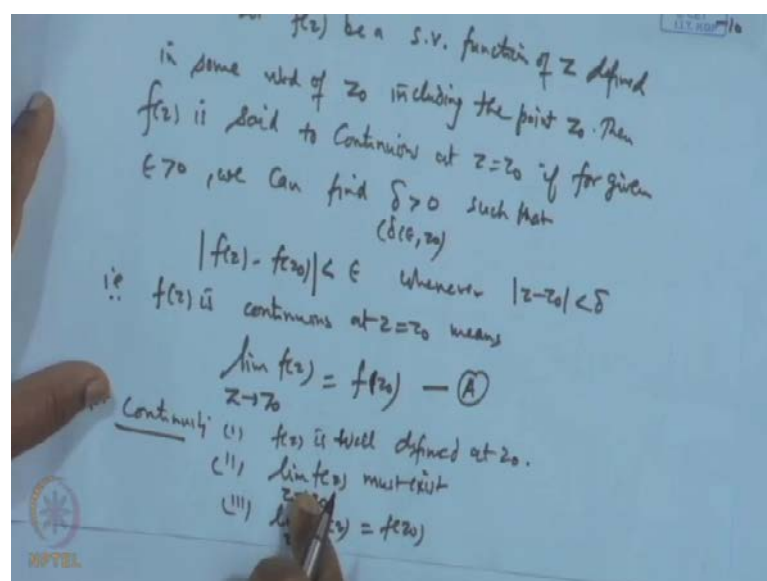 f(z) be a S.V. function of z defined
in some nbd of z0 including the point z0. Then
f(z) is said to Continuous at z=z0 if for given
ϵ>0, we can find δ>0 such that
(δ(ϵ,z0)
|f(z)-f(z0)|<ϵ whenever |z-z0|<δ
i.e. f(z) is continuous at z=z0 means
lim f(z) = f(z0) — Ⓐ
z→z0
Continuity (i) f(z) is well defined at z0.
(ii) lim f(z) must exist
(iii) (z) = f(z0)
NPTEL